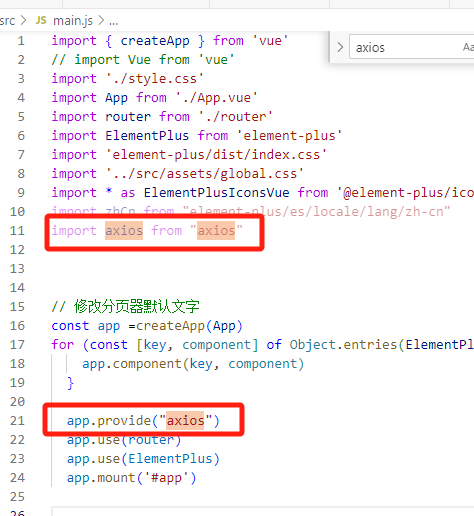 src > JS main.js > ...
axios
Aa
1 import { createApp } from 'vue'
2 // import Vue from 'vue'
3 import './style.css'
4 import App from './App.vue'
5 import router from './router'
6 import ElementPlus from 'element-plus'
7 import 'element-plus/dist/index.css'
8 import '../src/assets/global.css'
9 import * as ElementPlusIconsVue from '@element-plus/ico
10 import zhCn from "element-plus/es/locale/lang/zh-cn"
11 import axios from "axios"
12
13
14
15 // 修改分页器默认文字
16 const app =createApp(App)
17 for (const [key, component] of Object.entries(ElementPl
18 app.component(key, component)
19 }
20
21 app.provide("axios")
22 app.use(router)
23 app.use(ElementPlus)
24 app.mount('#app')
25
26